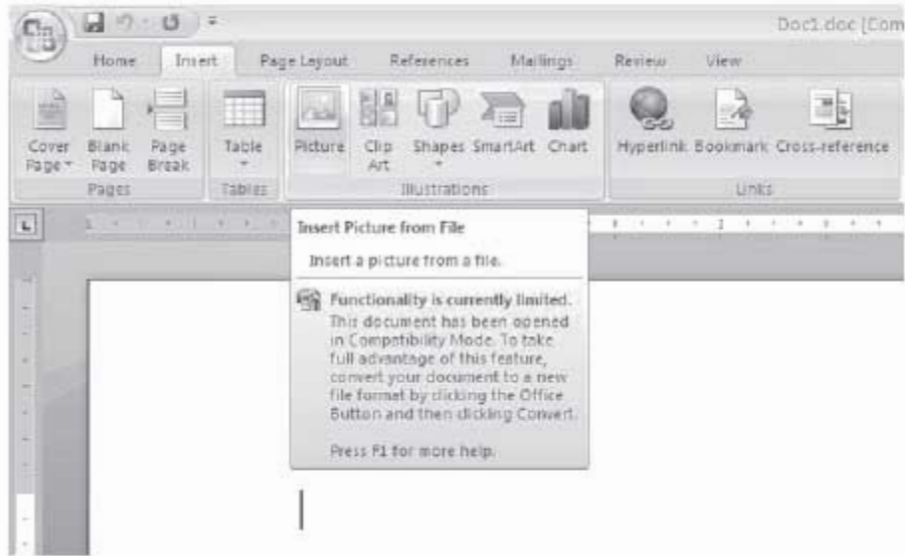 Doc1.doc [Com
Home Insert Page Layout References Mailings Review View
Cover Page Blank Page Page Break Table Picture Clip Art Shapes SmartArt Chart Hyperlink Bookmark Cross-reference
Pages Tables Illustrations Links
Insert Picture from File
Insert a picture from a file.
Functionality is currently limited.
This document has been opened
in Compatibility Mode. To take
full advantage of this feature,
convert your document to a new
file format by clicking the Office
Button and then clicking Convert.
Press F1 for more help.